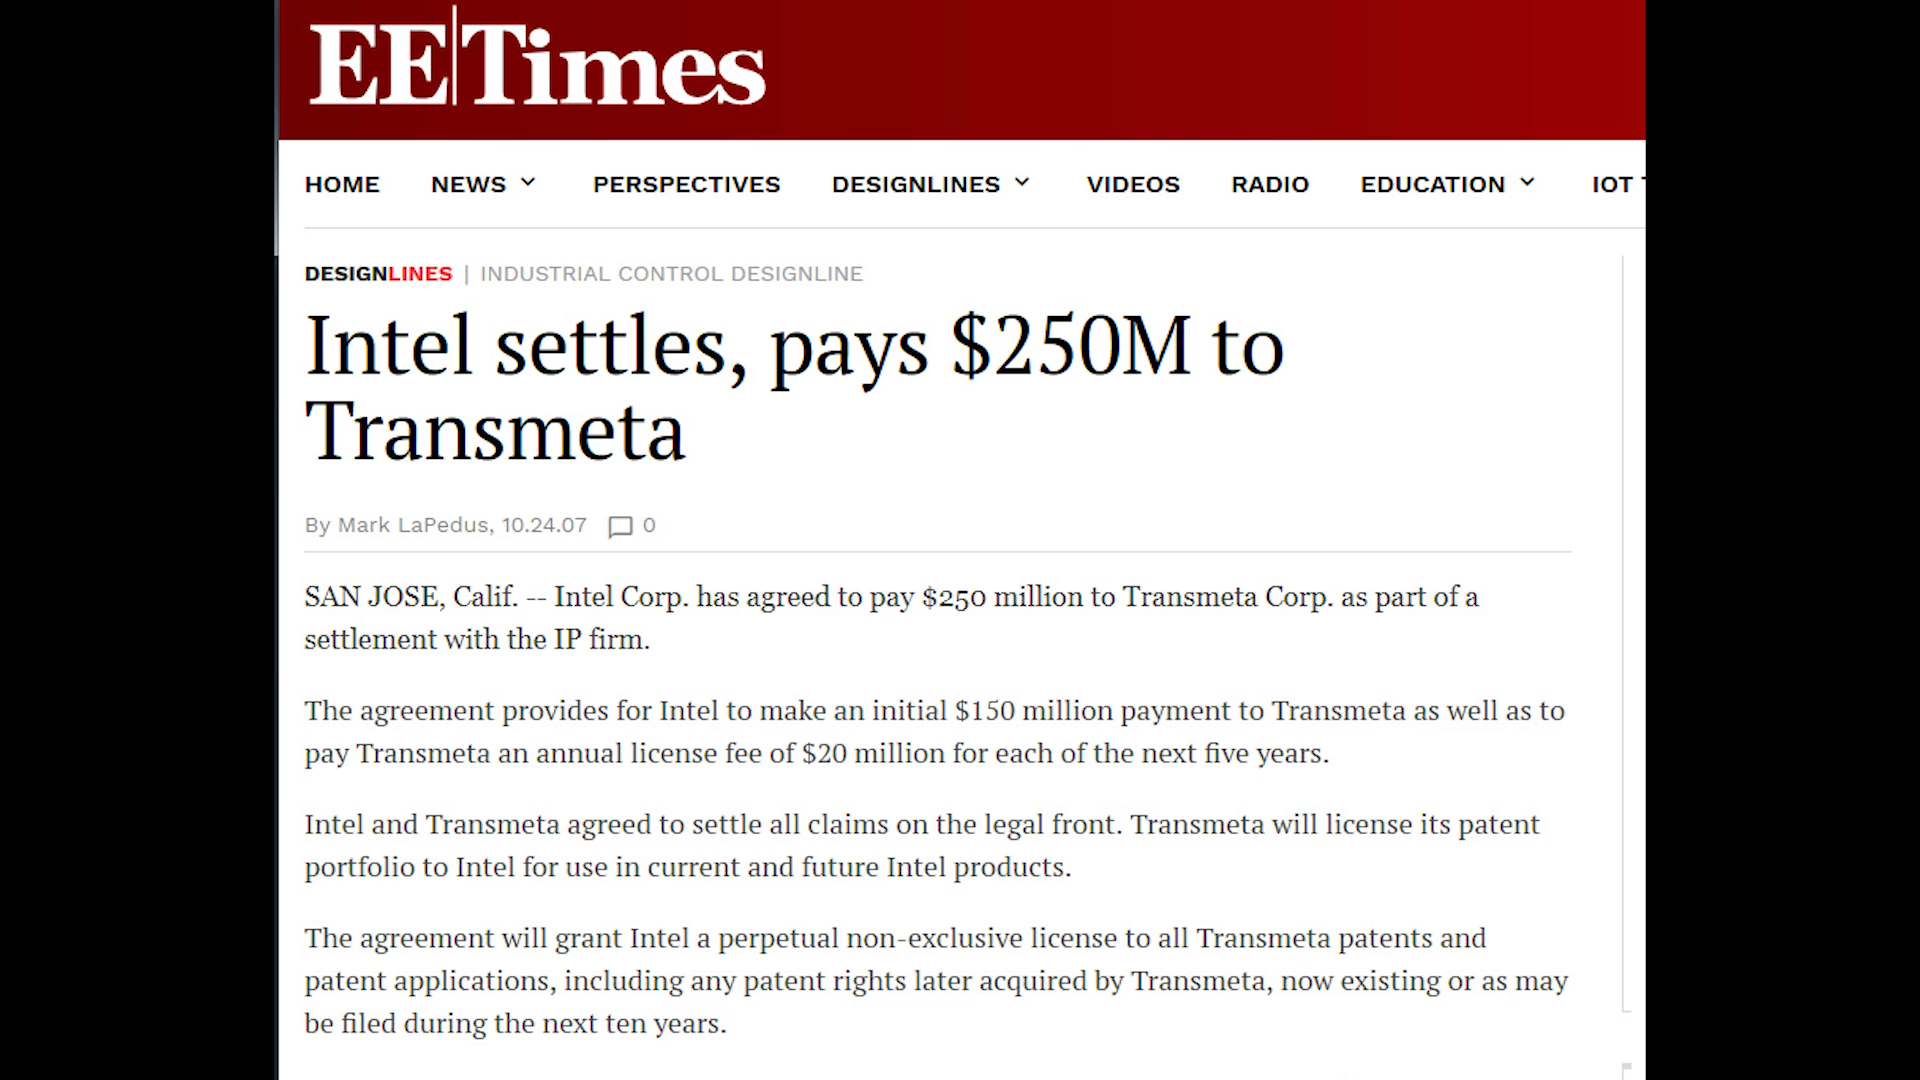 EE|Times
HOME NEWS PERSPECTIVES DESIGNLINES VIDEOS RADIO EDUCATION IOT
DESIGNLINES | INDUSTRIAL CONTROL DESIGNLINE
Intel settles, pays $250M to
Transmeta
By Mark LaPedus, 10.24.07 0
SAN JOSE, Calif. -- Intel Corp. has agreed to pay $250 million to Transmeta Corp. as part of a
settlement with the IP firm.
The agreement provides for Intel to make an initial $150 million payment to Transmeta as well as to
pay Transmeta an annual license fee of $20 million for each of the next five years.
Intel and Transmeta agreed to settle all claims on the legal front. Transmeta will license its patent
portfolio to Intel for use in current and future Intel products.
The agreement will grant Intel a perpetual non-exclusive license to all Transmeta patents and
patent applications, including any patent rights later acquired by Transmeta, now existing or as may
be filed during the next ten years.